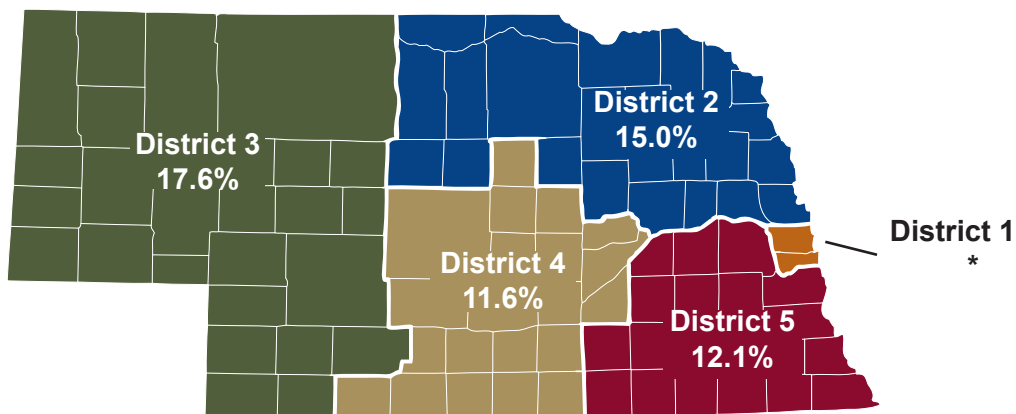 District 2
15.0%
District 3
17.6%
District 1
*
District 4
11.6%
District 5
12.1%